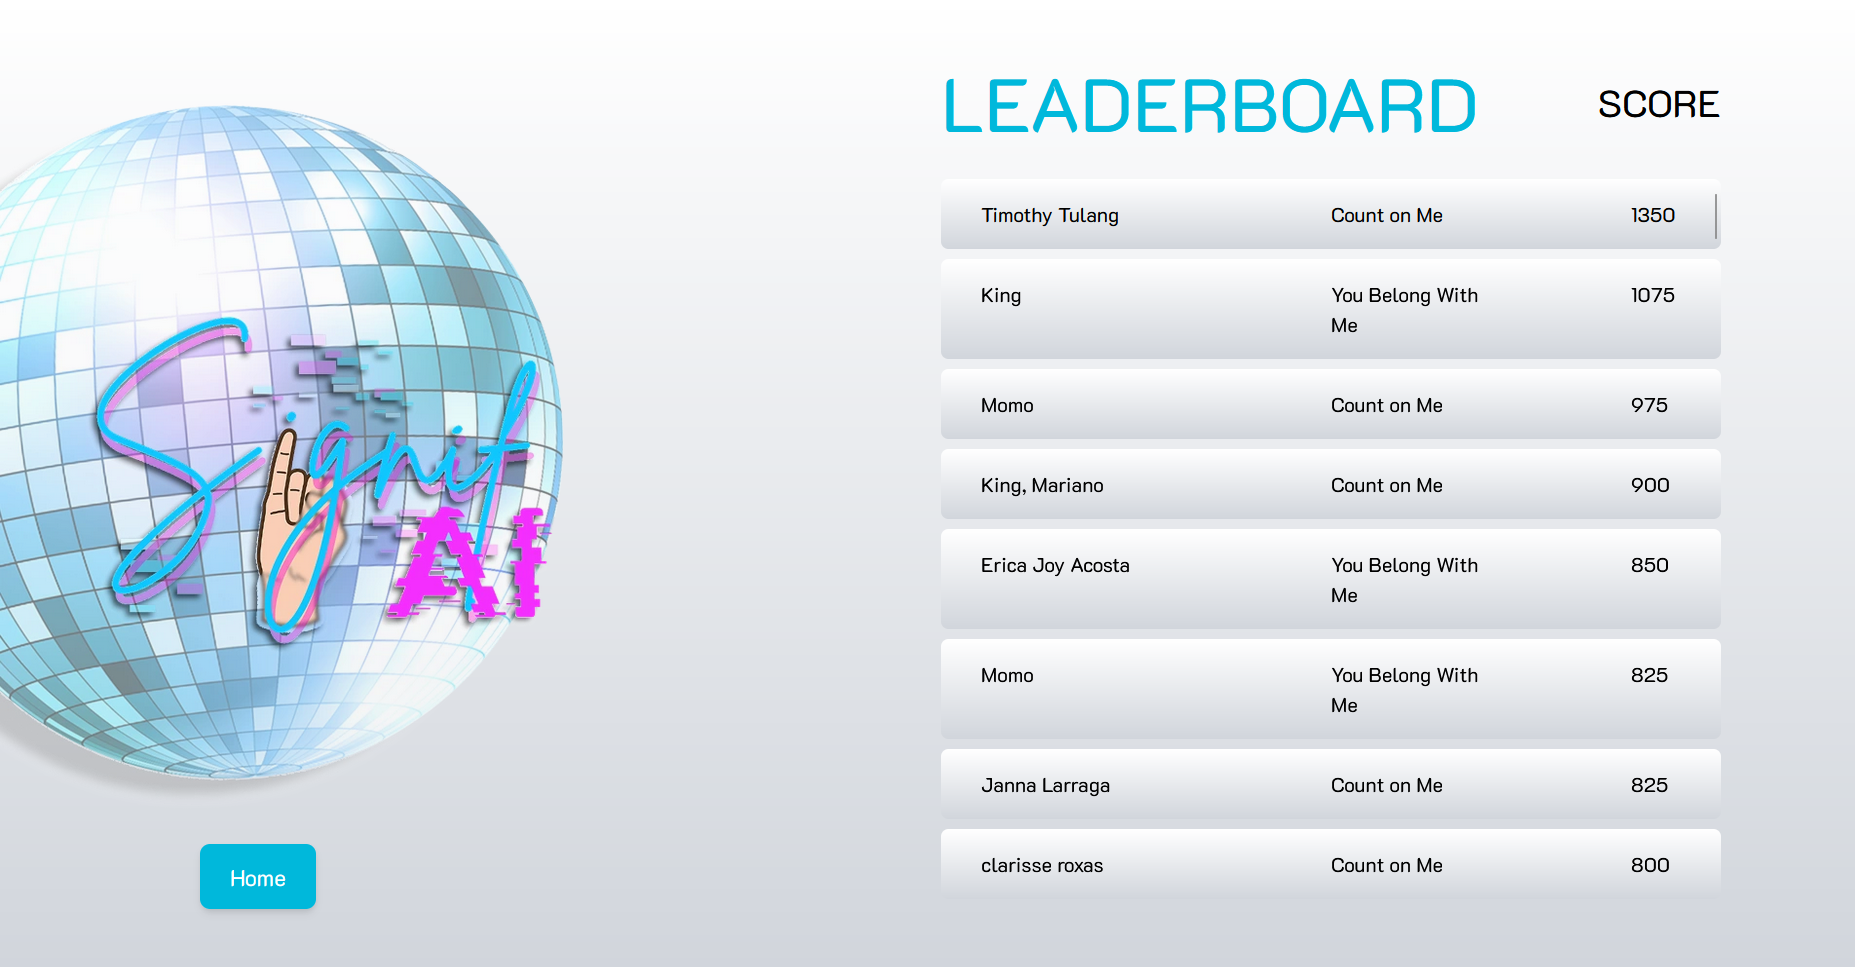 LEADERBOARD SCORE
Timothy Tulang Count on Me 1350
King You Belong With 1075
Me
Momo Count on Me 975
King, Mariano Count on Me 900
Erica Joy Acosta You Belong With 850
Me
Momo You Belong With 825
Me
Janna Larraga Count on Me 825
clarisse roxas Count on Me 800
Signit
AI
Home